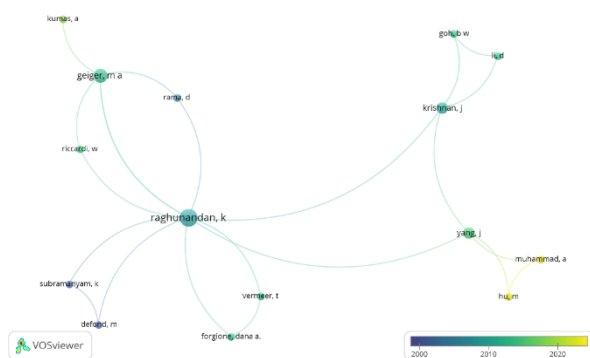 kumas, a
goh, b w
li, d
geiger, m a
rama, d
krishnan, j
riccardi, w
raghunandan, k
yang, j
muhammad, a
subramanyam, k
vermeer, t
hu, m
defond, m
forgione, dana a.
VOSviewer
2000 2010 2020